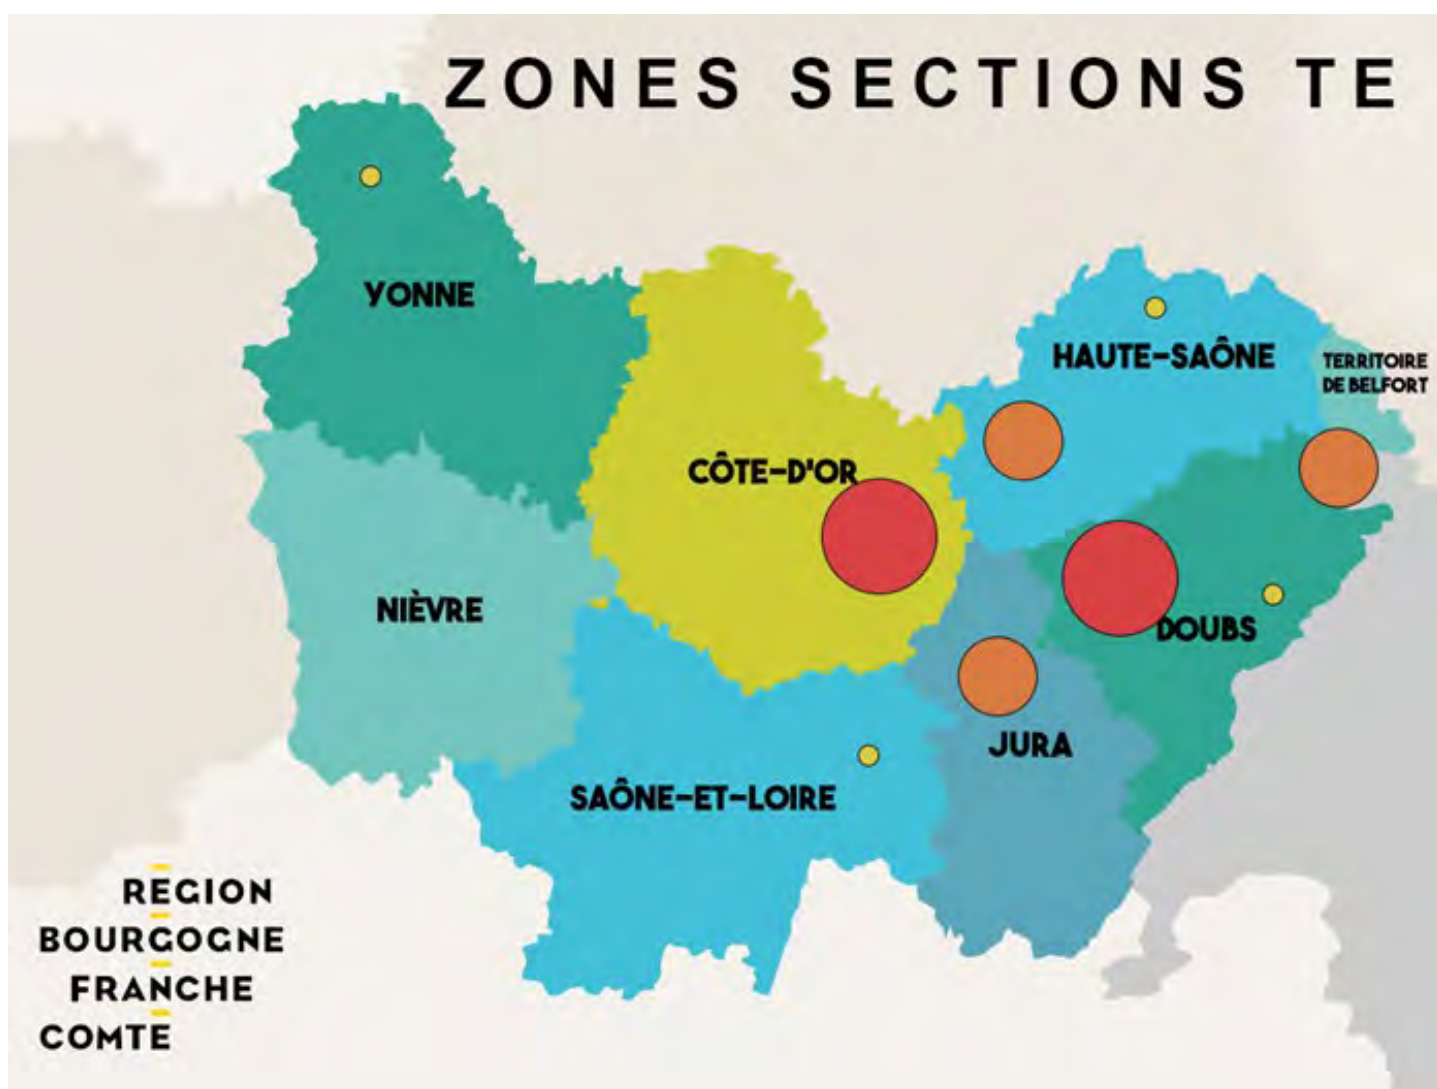 ZONES SECTIONS TE
YONNE
HAUTE-SAÔNE
TERRITOIRE
DE BELFORT
CÔTE-D'OR
NIÈVRE
DOUBS
JURA
SAÔNE-ET-LOIRE
REGION
BOURGOGNE
FRANCHE
COMTE